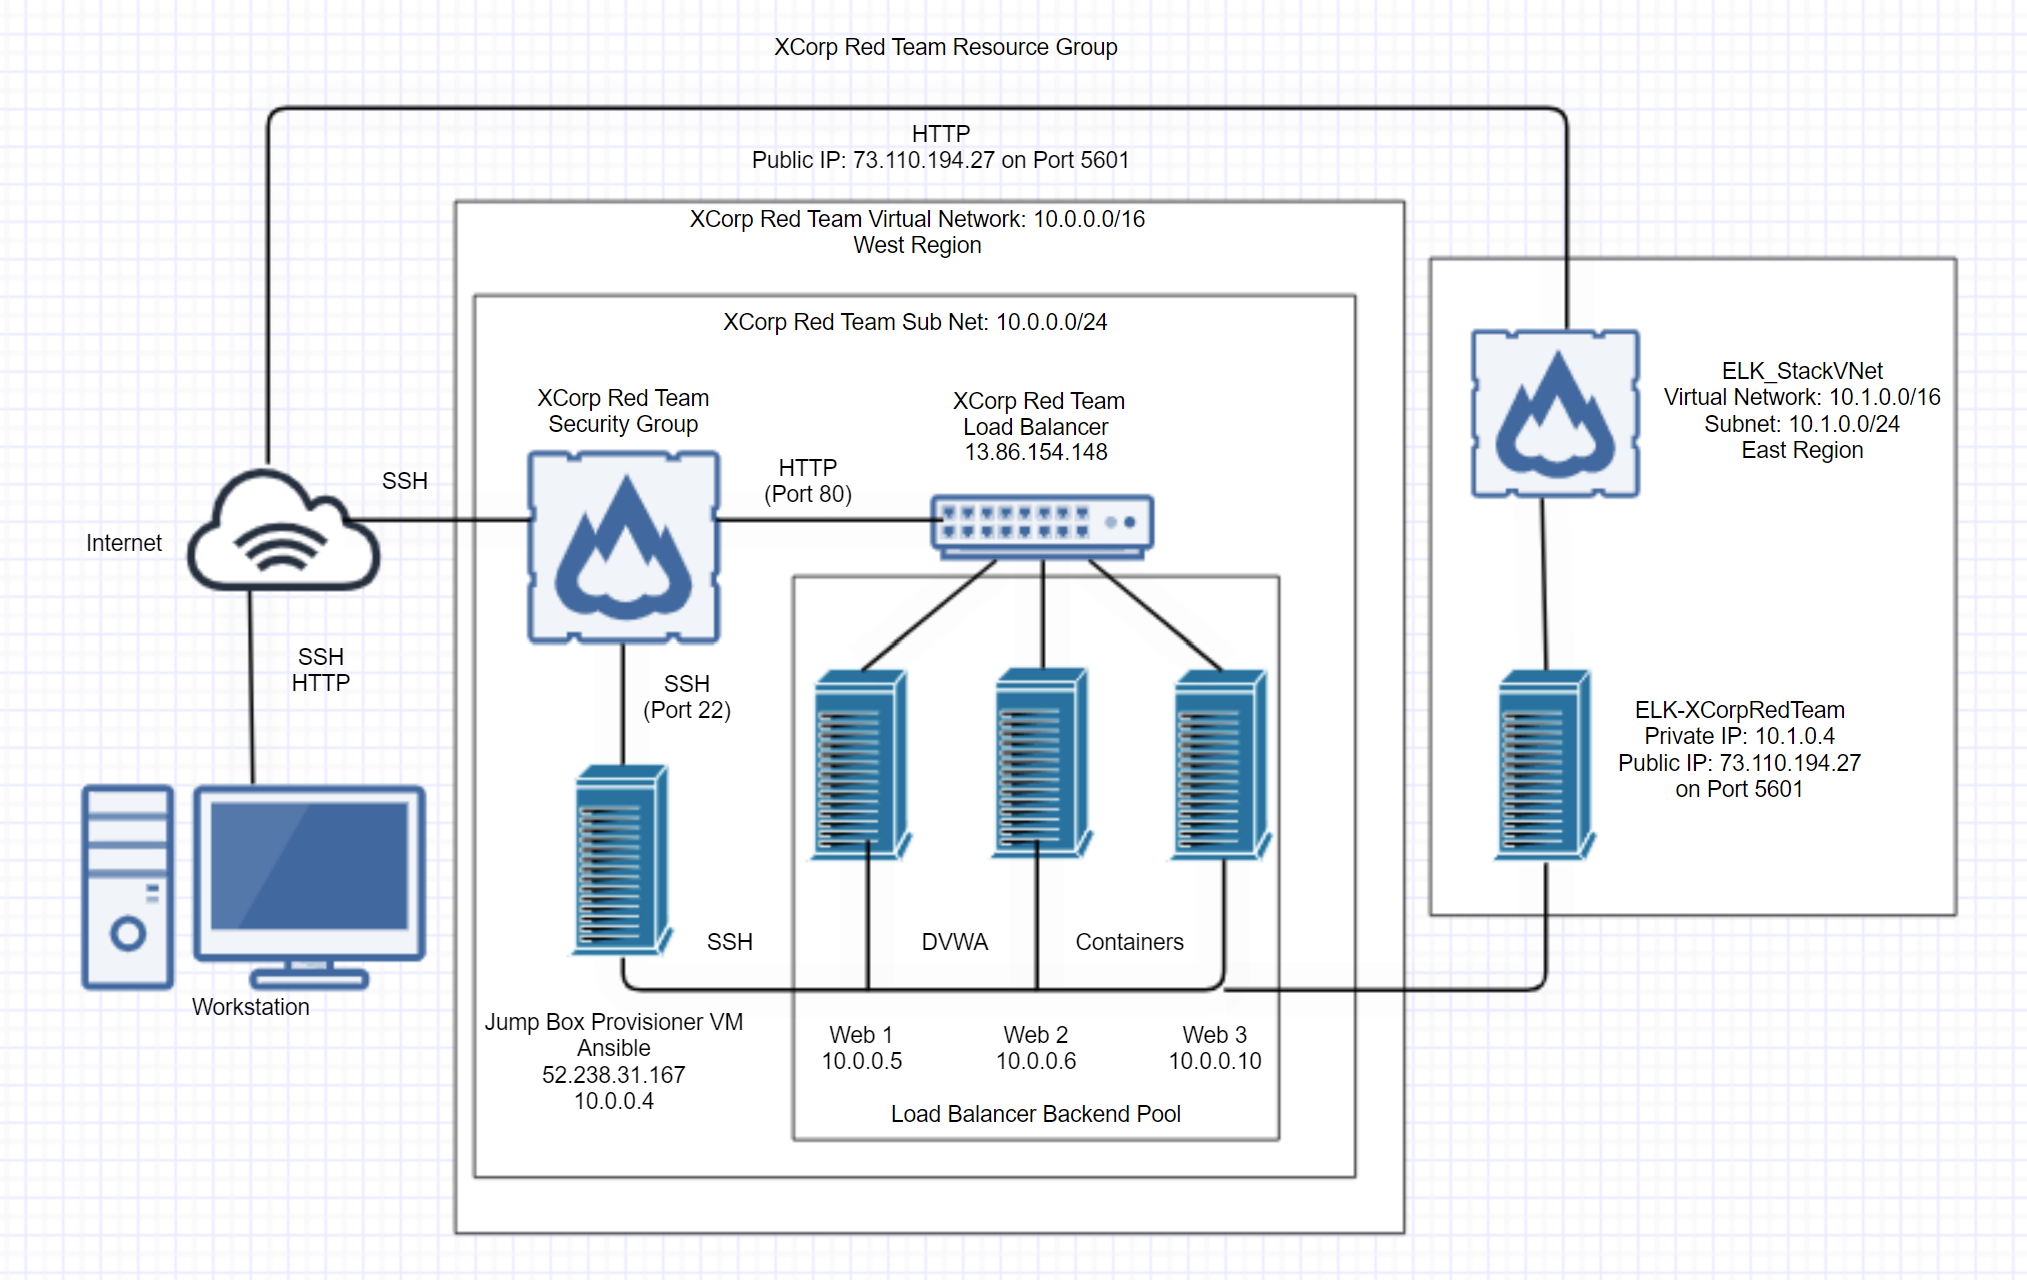 XCorp Red Team Resource Group
HTTP
Public IP: 73.110.194.27 on Port 5601
XCorp Red Team Virtual Network: 10.0.0.0/16
West Region
XCorp Red Team Sub Net: 10.0.0.0/24
XCorp Red Team
Security Group
XCorp Red Team
Load Balancer
13.86.154.148
ELK_StackVNet
Virtual Network: 10.1.0.0/16
Subnet: 10.1.0.0/24
East Region
SSH
HTTP
(Port 80)
Internet
SSH
HTTP
SSH
(Port 22)
ELK-XCorpRedTeam
Private IP: 10.1.0.4
Public IP: 73.110.194.27
on Port 5601
SSH
DVWA
Containers
Workstation
Jump Box Provisioner VM
Ansible
52.238.31.167
10.0.0.4
Web 1
10.0.0.5
Web 2
10.0.0.6
Web 3
10.0.0.10
Load Balancer Backend Pool